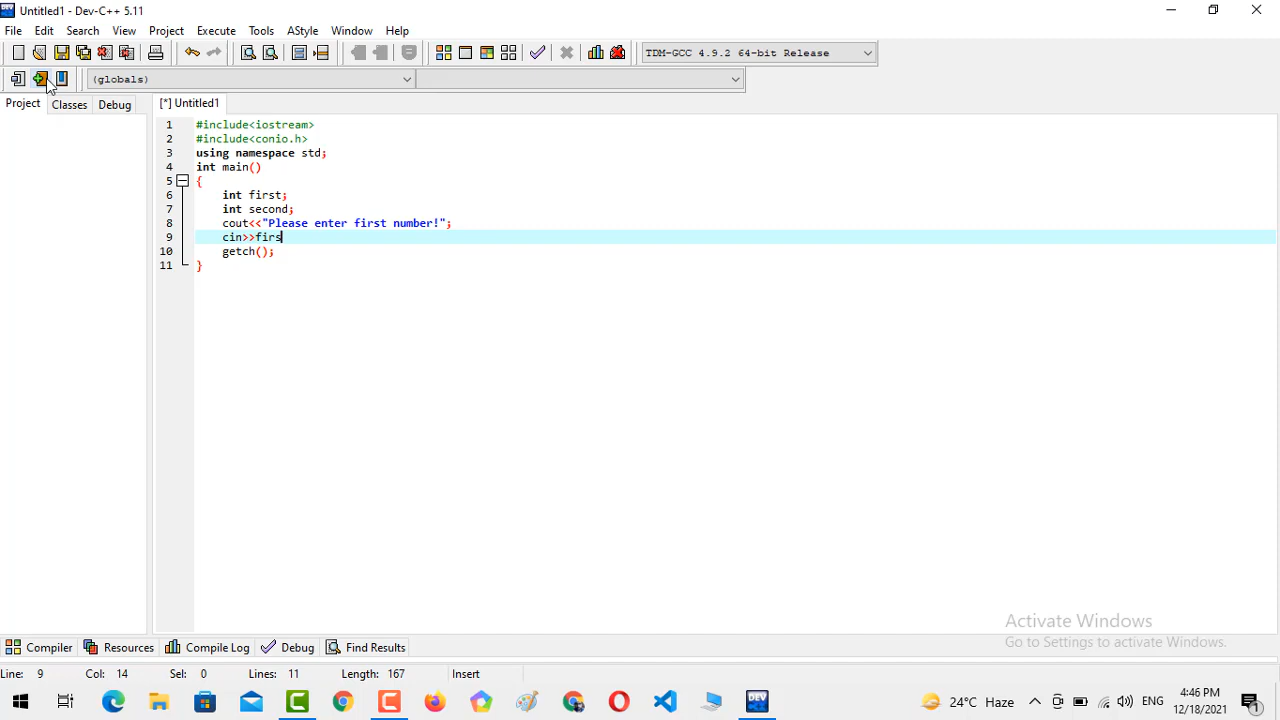 Untitled1 - Dev-C++ 5.11
File Edit Search View Project Execute Tools AStyle Window Help
TDM-GCC 4.9.2 64-bit Release
(globals)
Project Classes Debug [*] Untitled1
1 #include<iostream>
2 #include<conio.h>
3 using namespace std;
4 int main()
5 {
6 int first;
7 int second;
8 cout<<"Please enter first number!";
9 cin>>firs
10 getch();
11 }
Activate Windows
Go to Settings to activate Windows.
Compiler Resources Compile Log Debug Find Results
Line: 9 Col: 14 Sel: 0 Lines: 11 Length: 167 Insert
DEV
24°C Haze ENG 4:46 PM
12/18/2021